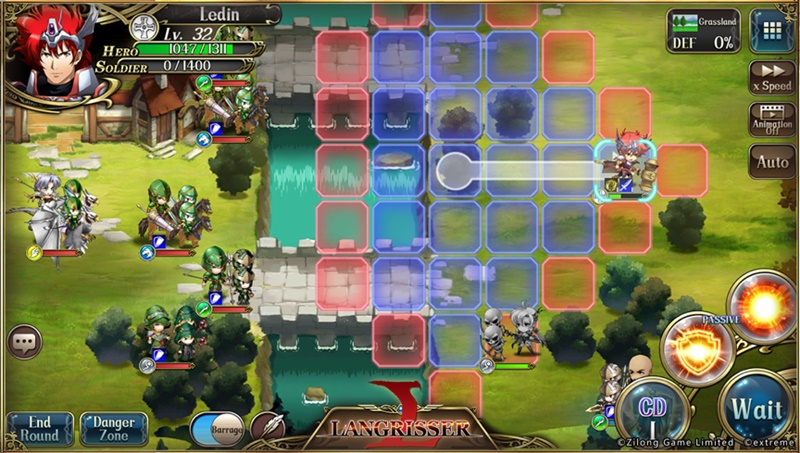 Ledin
Lv. 32
HERO 1047/1311
SOLDIER 0/1400
Grassland
DEF 0%
x Speed
Animation
Off
Auto
PASSIVE
CD
1
Wait
End
Round
Danger
Zone
Barrage
LANGRISSER
©Zilong Game Limited ©extreme